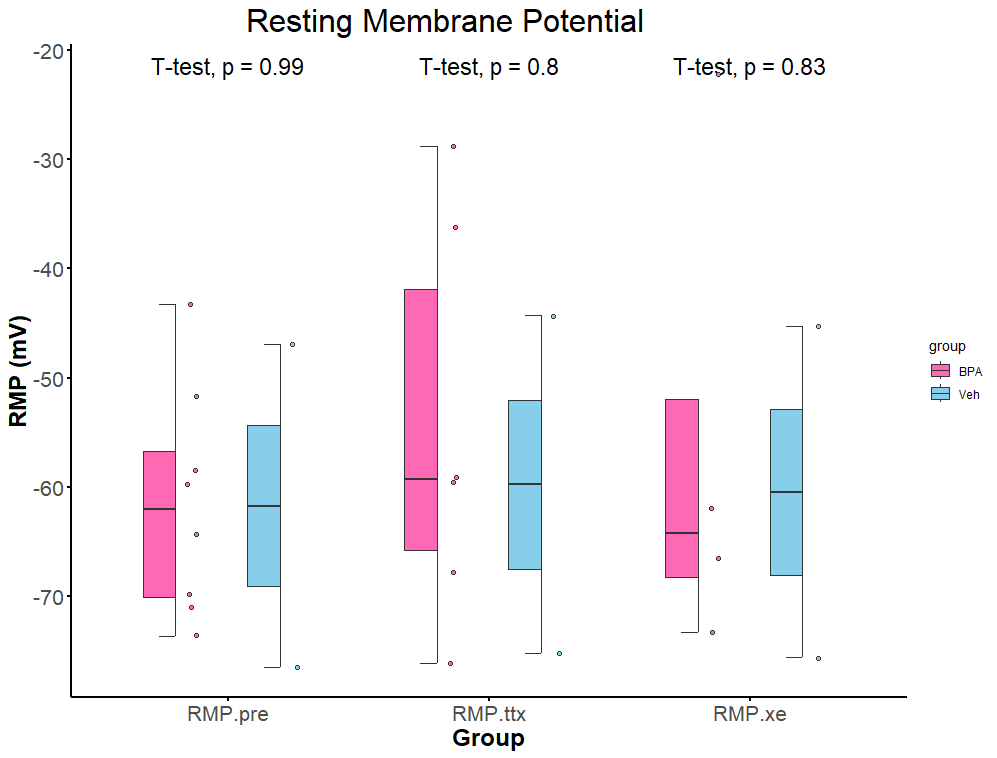 Resting Membrane Potential
T-test, p = 0.99
T-test, p = 0.8
T-test, p = 0.83
-20
-30
-40
-50
-60
-70
RMP (mV)
RMP.pre
RMP.ttx
RMP.xe
Group
group
BPA
Veh